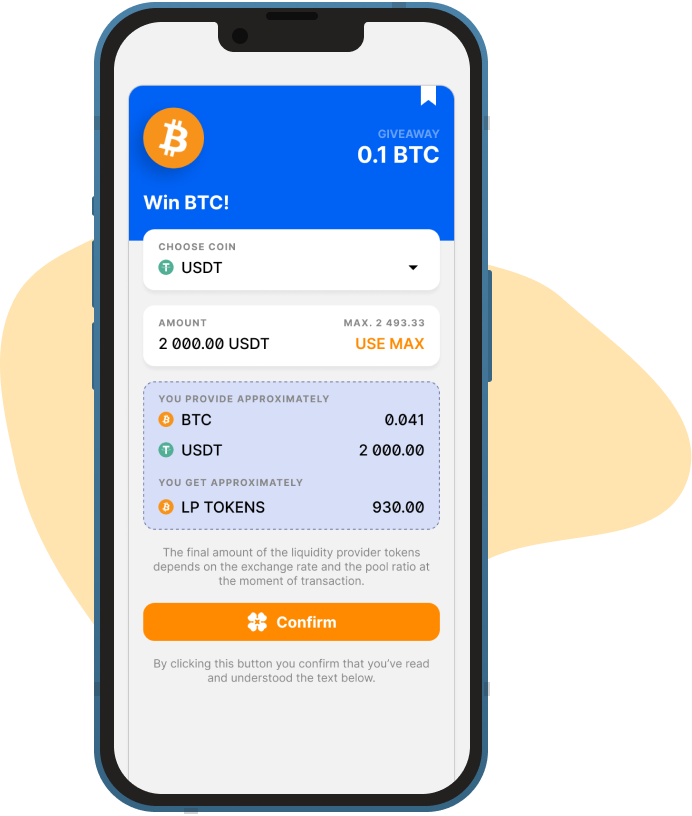 GIVEAWAY
0.1 BTC
Win BTC!
CHOOSE COIN
USDT
AMOUNT MAX. 2 493.33
2 000.00 USDT USE MAX
YOU PROVIDE APPROXIMATELY
BTC 0.041
USDT 2 000.00
YOU GET APPROXIMATELY
LP TOKENS 930.00
The final amount of the liquidity provider tokens
depends on the exchange rate and the pool ratio at
the moment of transaction.
Confirm
By clicking this button you confirm that you've read
and understood the text below.